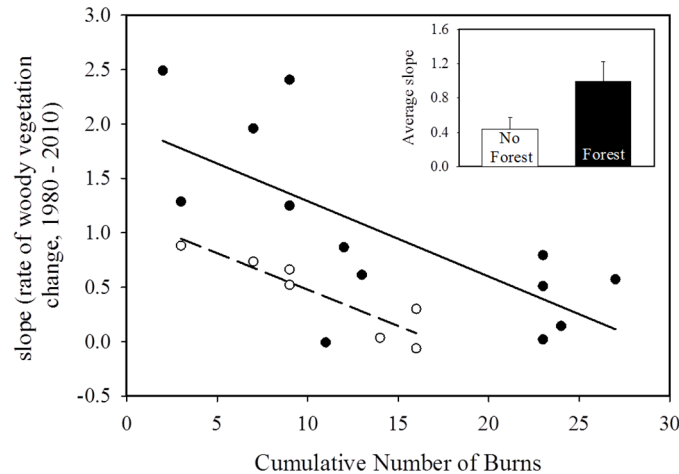 slope (rate of woody vegetation
change, 1980 - 2010)
3.0
2.5
2.0
1.5
1.0
0.5
0.0
-0.5
0 5 10 15 20 25 30
Cumulative Number of Burns
Average slope
1.6
1.2
0.8
0.4
0.0
No
Forest
Forest